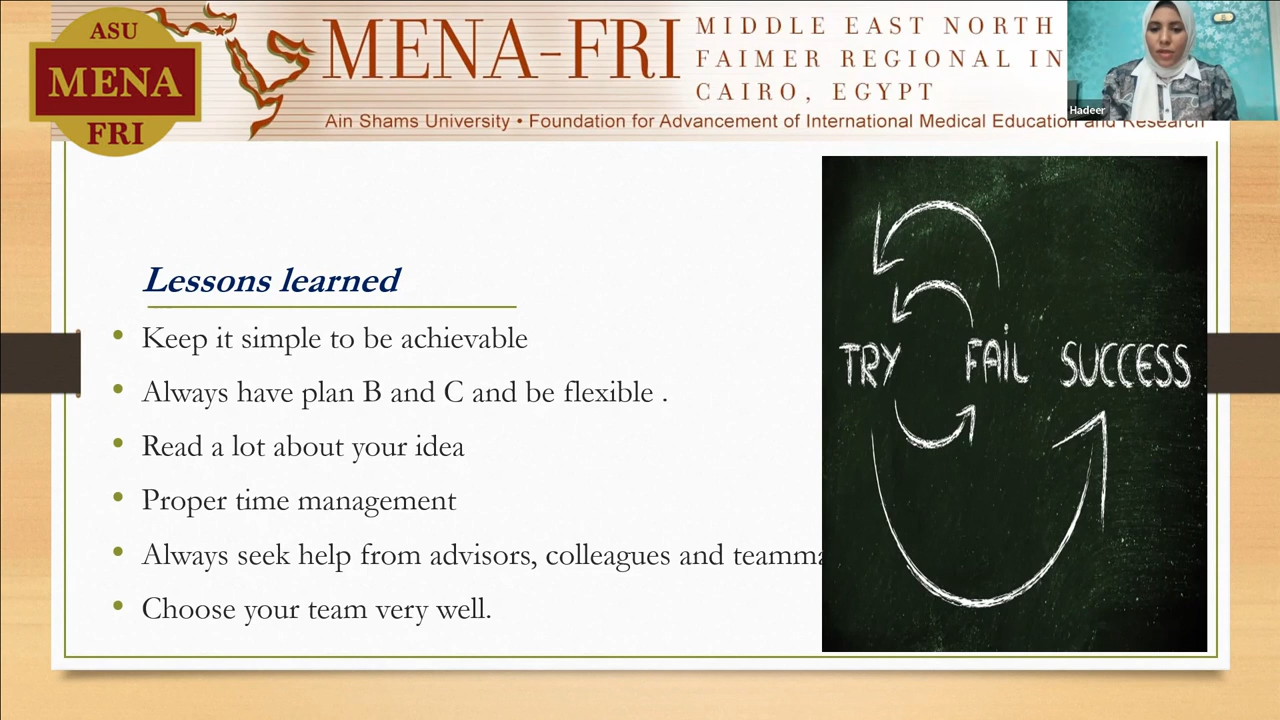 ASU
MENA
FRI
MENA-FRI
MIDDLE EAST NORTH
FAIMER REGIONAL IN
CAIRO, EGYPT
Ain Shams University • Foundation for Advancement of International Medical Education and Research
Hadeer
Lessons learned
• Keep it simple to be achievable
• Always have plan B and C and be flexible .
• Read a lot about your idea
• Proper time management
• Always seek help from advisors, colleagues and teamma
• Choose your team very well.
TRY FAIL SUCCESS